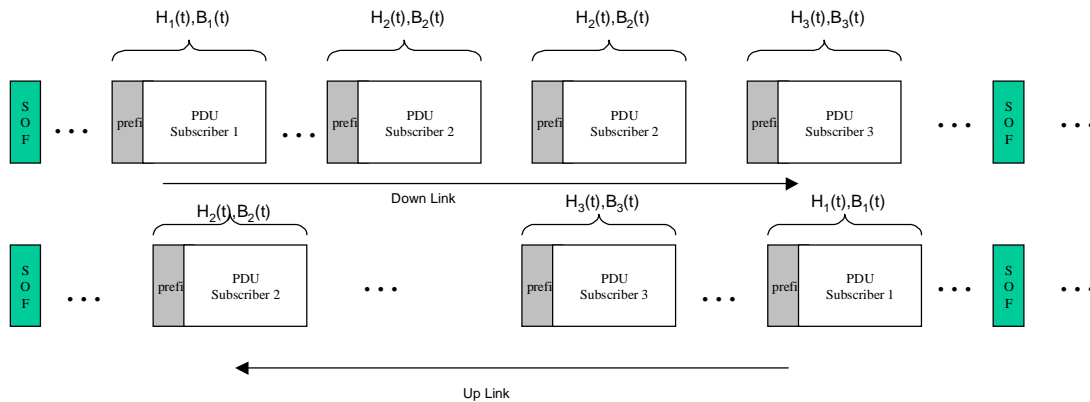 H1(t),B1(t)
H2(t),B2(t)
H2(t),B2(t)
H3(t),B3(t)
S
O
F
• • •
prefi
PDU
Subscriber 1
• • •
prefi
PDU
Subscriber 2
prefi
PDU
Subscriber 2
prefi
PDU
Subscriber 3
• • •
S
O
F
• • •
Down Link
H2(t),B2(t)
H3(t),B3(t)
H1(t),B1(t)
S
O
F
• • •
prefi
PDU
Subscriber 2
• • •
prefi
PDU
Subscriber 3
• • •
prefi
PDU
Subscriber 1
• • •
S
O
F
• • •
Up Link